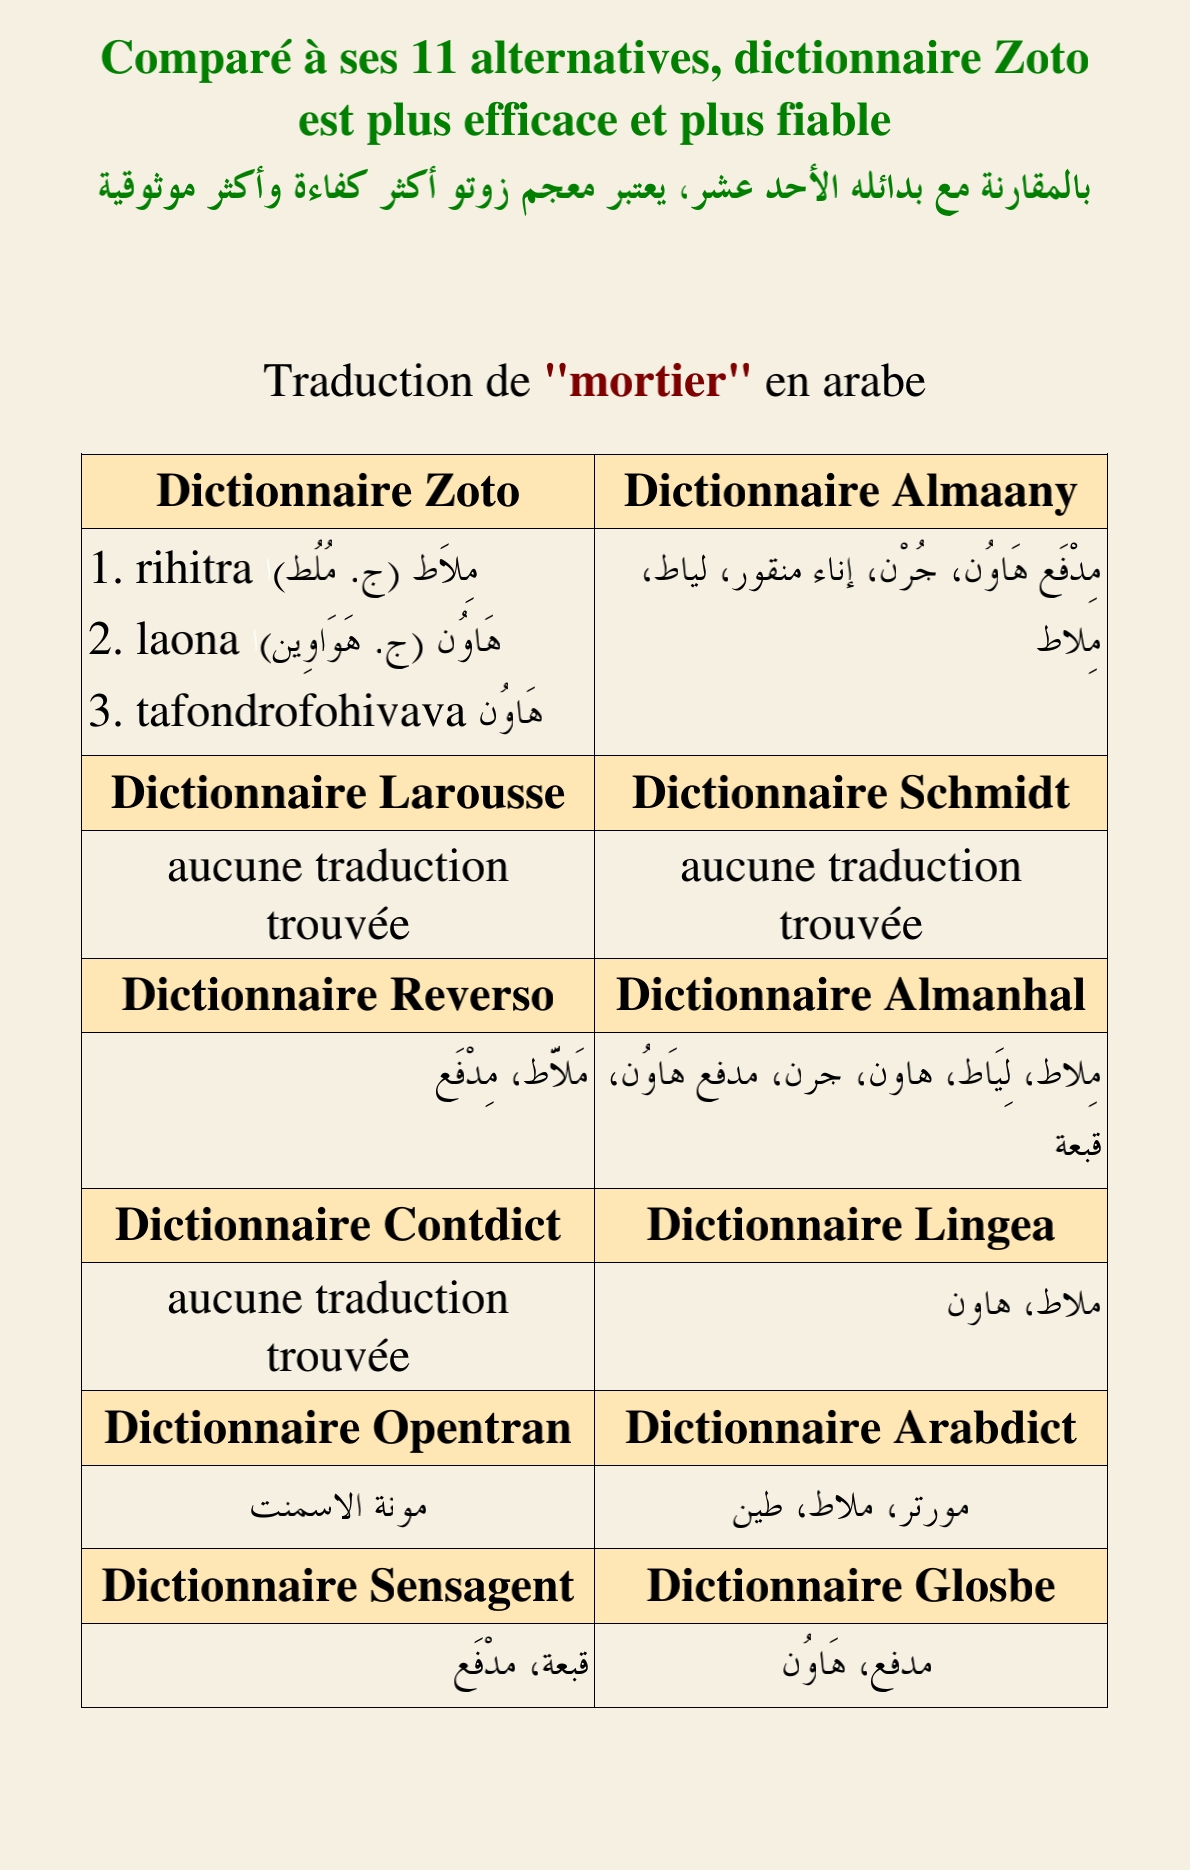 Comparé à ses 11 alternatives, dictionnaire Zoto
est plus efficace et plus fiable
بالمقارنة مع بدائله الأحد عشر، يعتبر معجم زوتو أكثر كفاءة وأكثر موثوقية
Traduction de "mortier" en arabe
Dictionnaire Zoto
1. rihitra مِلاَط (ج. مُلُط)
2. laona هَاوُن (ج. هَوَاوِين)
3. tafondrofohivava هَاوُن
Dictionnaire Almaany
مِدْفَع هَاوُن، جُرْن، إناء منقور، لياط،
مِلاط
Dictionnaire Larousse
aucune traduction
trouvée
Dictionnaire Schmidt
aucune traduction
trouvée
Dictionnaire Reverso
مَلاَّط، مِدْفَع
Dictionnaire Almanhal
مِلاط، لِيَاط، هاون، جرن، مدفع هَاوُن،
قبعة
Dictionnaire Contdict
aucune traduction
trouvée
Dictionnaire Lingea
ملاط، هاون
Dictionnaire Opentran
مونة الاسمنت
Dictionnaire Arabdict
مورتر، ملاط، طين
Dictionnaire Sensagent
قبعة، مدْفَع
Dictionnaire Glosbe
مدفع، هَاوُن